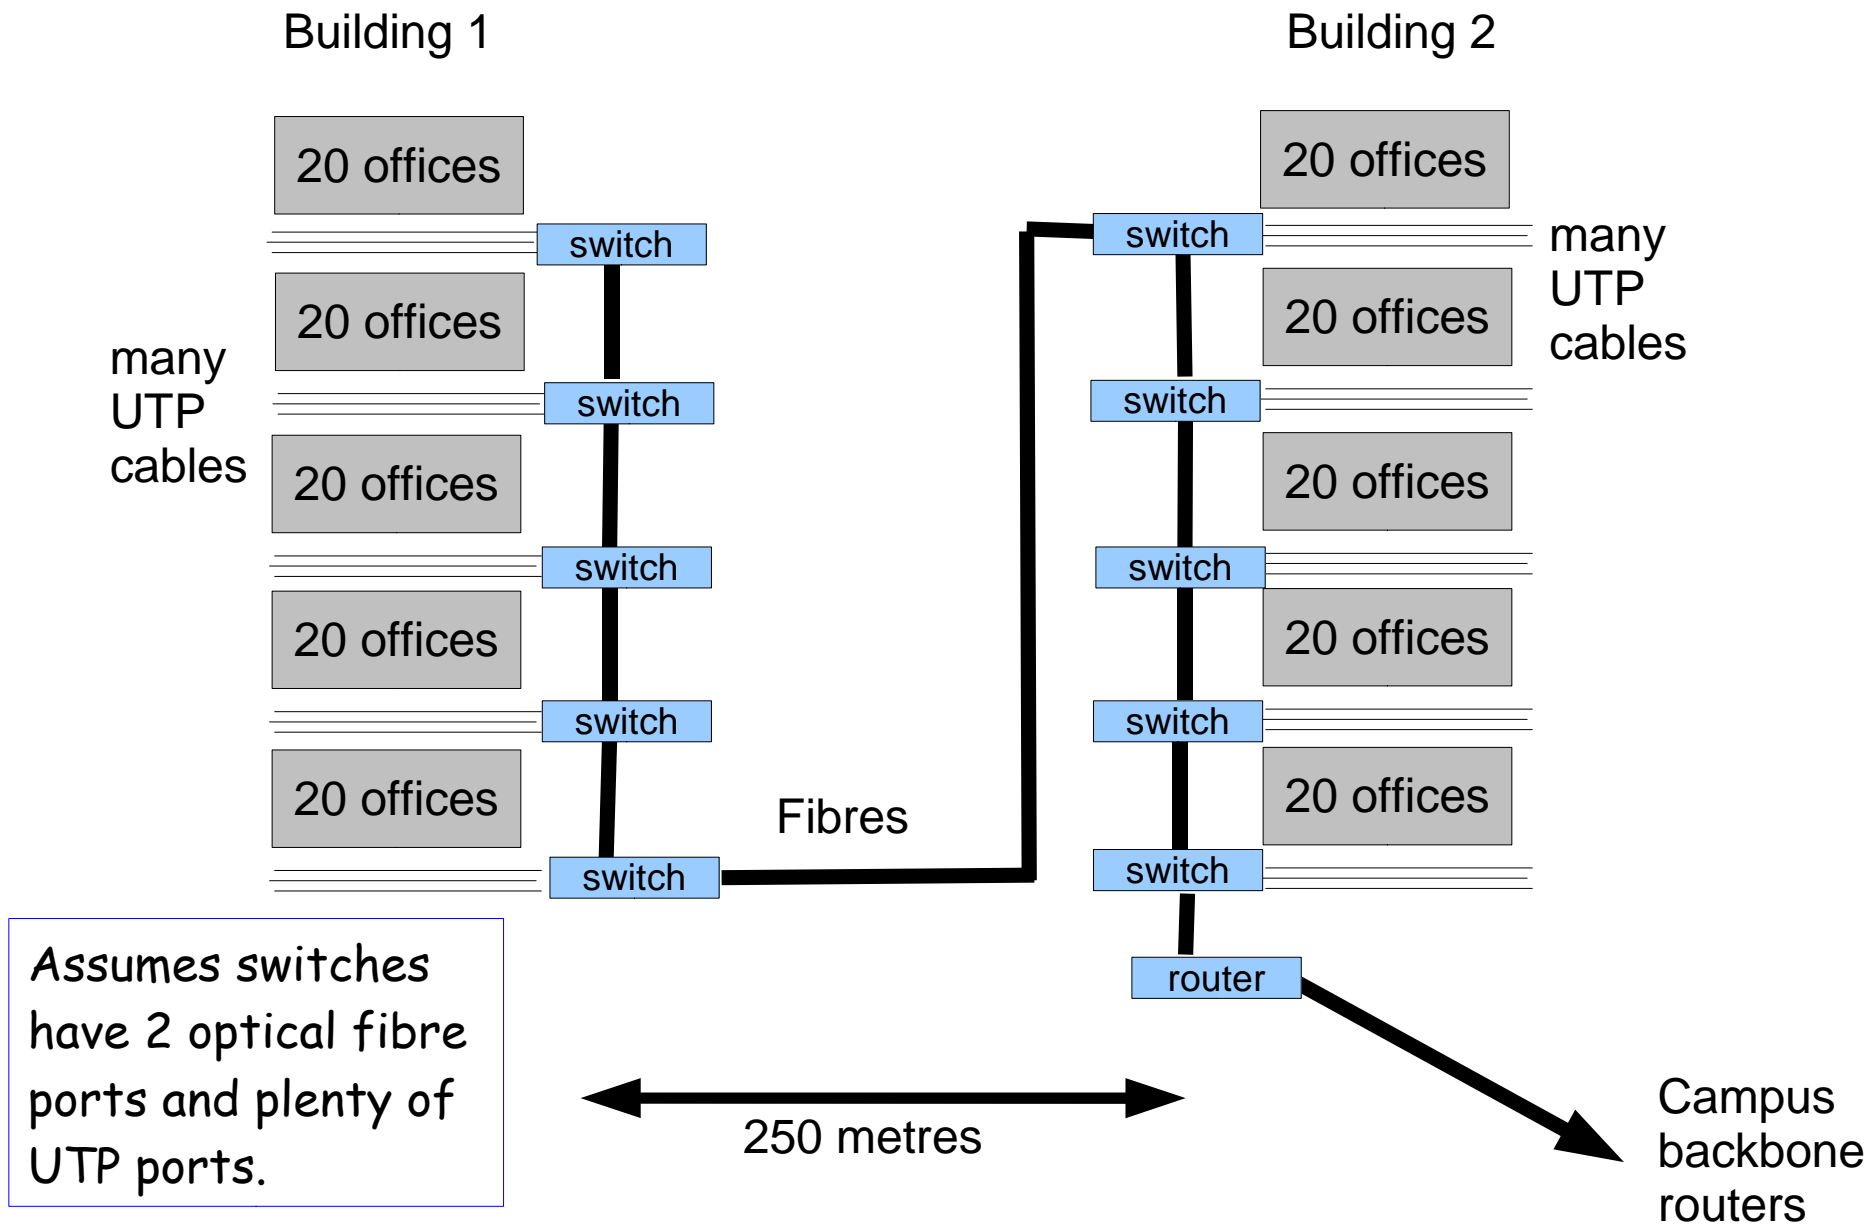 Building 1
Building 2
20 offices
switch
20 offices
switch
20 offices
switch
20 offices
switch
20 offices
switch
many
UTP
cables
Fibres
20 offices
switch
20 offices
switch
20 offices
switch
20 offices
switch
20 offices
switch
many
UTP
cables
router
Assumes switches
have 2 optical fibre
ports and plenty of
UTP ports.
250 metres
Campus
backbone
routers